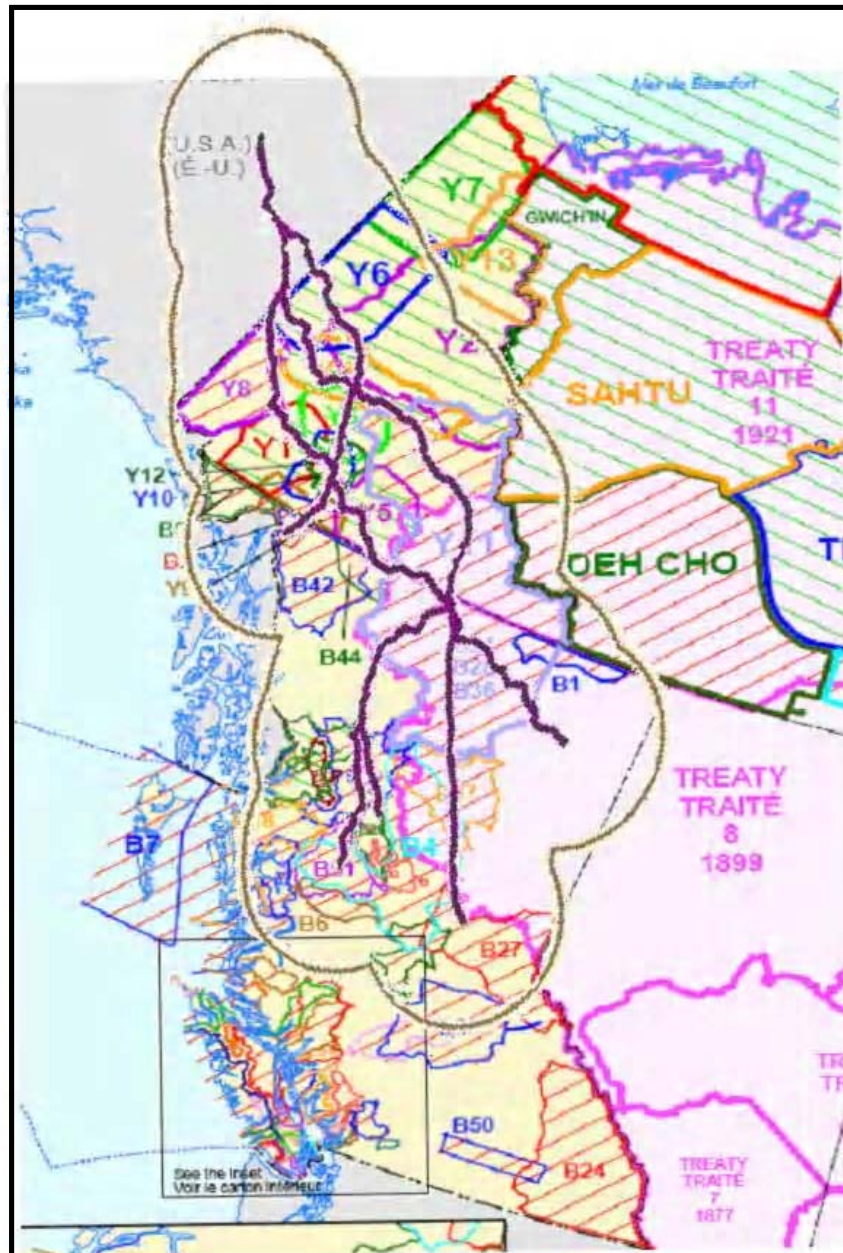 Mer de Beaufort
(U.S.A.)
(É.-U.)
Y7
GWICH'IN
Y13
Y6
Y2
TREATY
TRAITÉ
11
1921
SAHTU
Y8
Y1
Y12
Y10
DEH CHO
B42
B44
B36
B1
TREATY
TRAITÉ
8
1899
B7
B4
B6
B27
B50
B24
TREATY
TRAITÉ
7
1877
See the Inset
Voir le carton intérieur